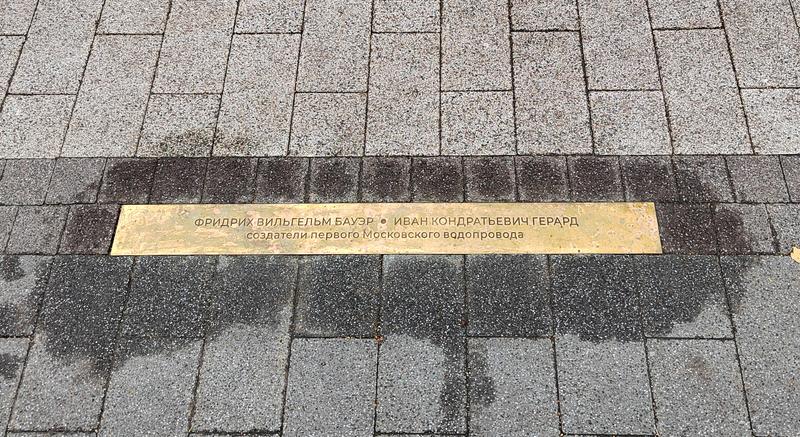 ФРИДРИХ ВИЛЬГЕЛЬМ БАУЭР • ИВАН КОНДРАТЬЕВИЧ ГЕРАРД
создатели первого Московского водопровода